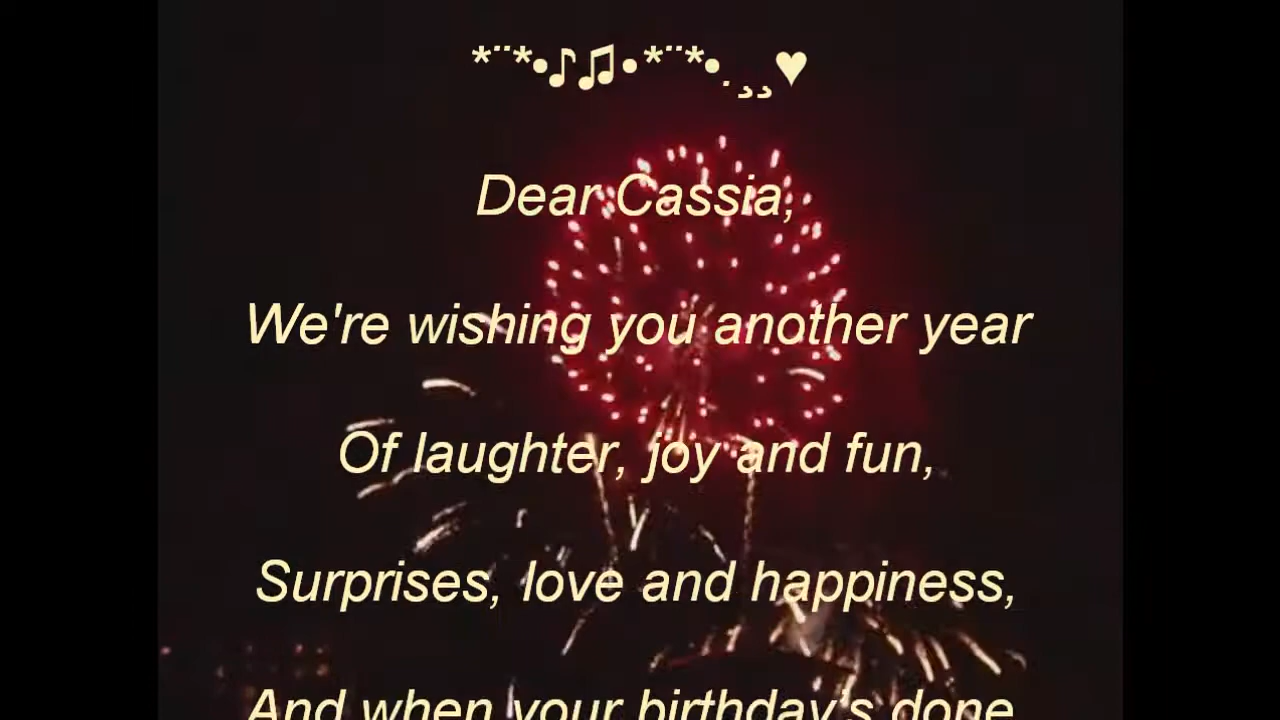 *¨*•♪♫•*¨*•.¸¸♥
Dear Cassia,
We're wishing you another year
Of laughter, joy and fun,
Surprises, love and happiness,
And when your birthday's done